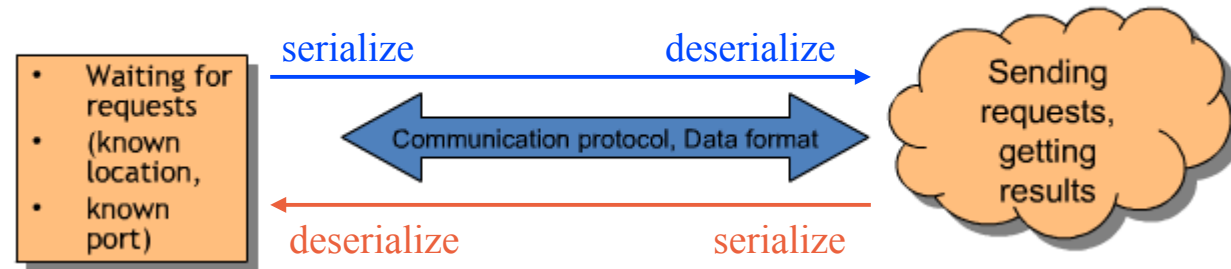 serialize deserialize
• Waiting for
requests
• (known
location,
• known
port)
Communication protocol, Data format
Sending
requests,
getting
results
deserialize serialize